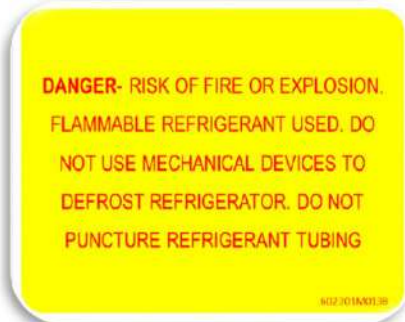 DANGER- RISK OF FIRE OR EXPLOSION.
FLAMMABLE REFRIGERANT USED. DO
NOT USE MECHANICAL DEVICES TO
DEFROST REFRIGERATOR. DO NOT
PUNCTURE REFRIGERANT TUBING